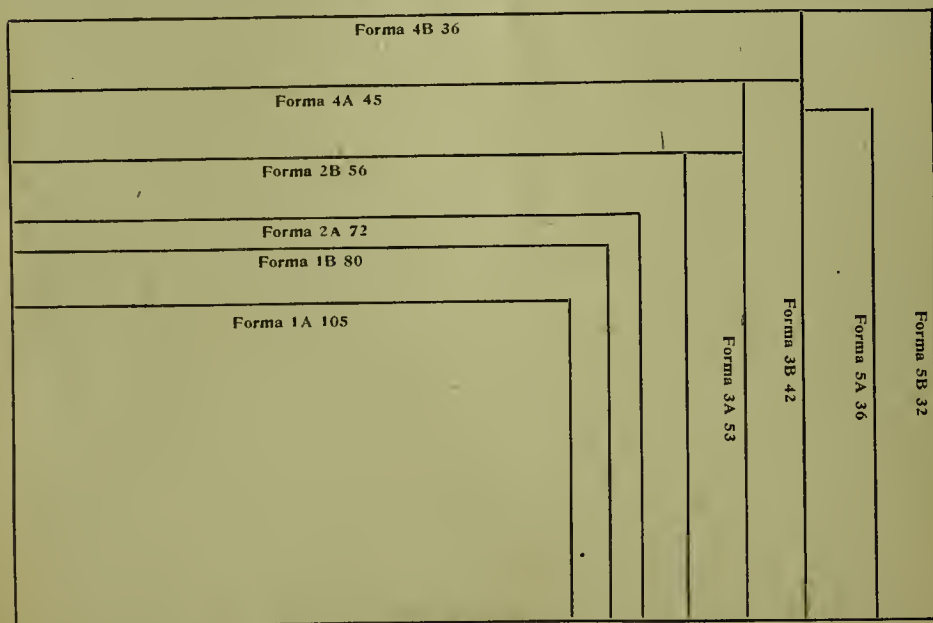 Forma 4B 36
Forma 4A 45
Forma 2B 56
Forma 2A 72
Forma 1B 80
Forma 1A 105
Forma 3A 53
Forma 3B 42
Forma 5A 36
Forma 5B 32